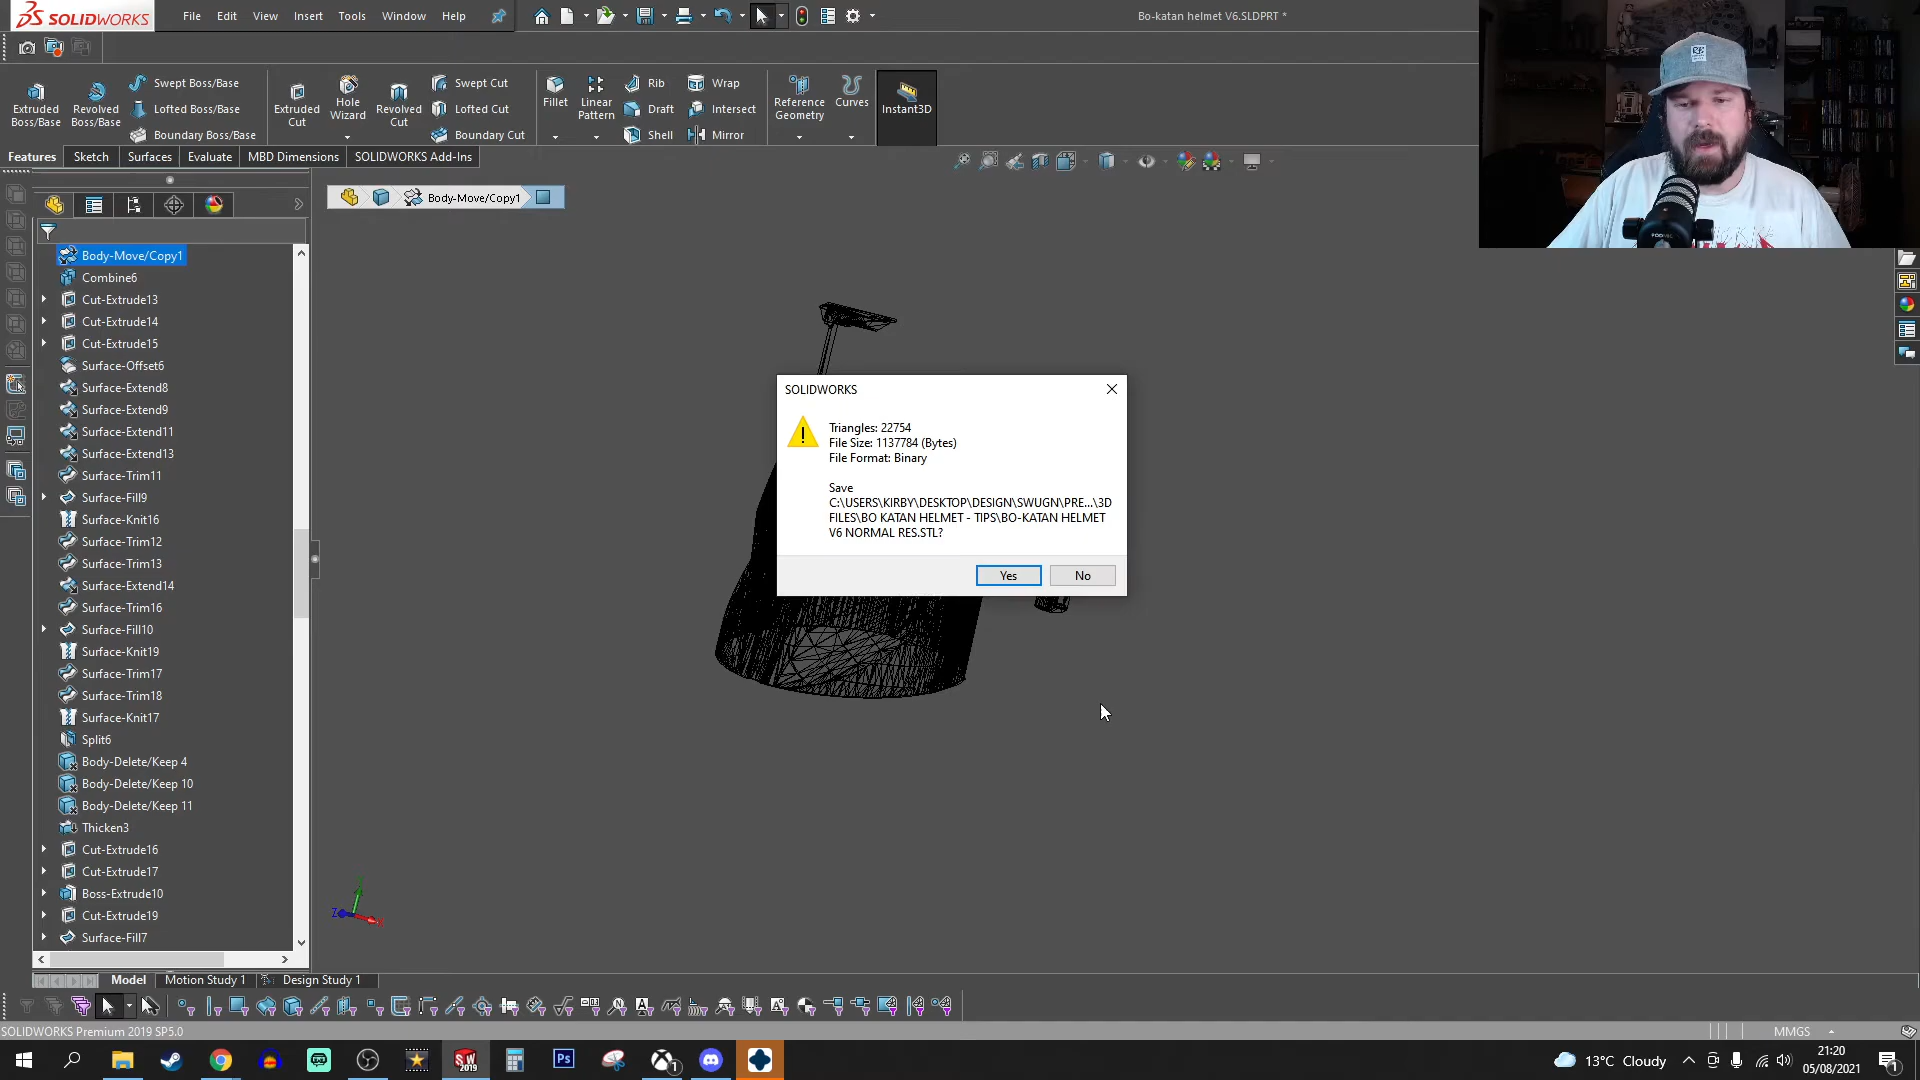 SOLIDWORKS
File Edit View Insert Tools Window Help
Bo-katan helmet V6.SLDPRT *
Extruded Boss/Base
Revolved Boss/Base
Swept Boss/Base
Lofted Boss/Base
Boundary Boss/Base
Extruded Cut
Hole Wizard
Revolved Cut
Swept Cut
Lofted Cut
Boundary Cut
Fillet
Linear Pattern
Rib
Draft
Shell
Wrap
Intersect
Mirror
Reference Geometry
Curves
Instant3D
Features Sketch Surfaces Evaluate MBD Dimensions SOLIDWORKS Add-Ins
Body-Move/Copy1
Body-Move/Copy1
Combine6
Cut-Extrude13
Cut-Extrude14
Cut-Extrude15
Surface-Offset6
Surface-Extend8
Surface-Extend9
Surface-Extend11
Surface-Extend13
Surface-Trim11
Surface-Fill9
Surface-Knit16
Surface-Trim12
Surface-Trim13
Surface-Extend14
Surface-Trim16
Surface-Fill10
Surface-Knit19
Surface-Trim17
Surface-Trim18
Surface-Knit17
Split6
Body-Delete/Keep 4
Body-Delete/Keep 10
Body-Delete/Keep 11
Thicken3
Cut-Extrude16
Cut-Extrude17
Boss-Extrude10
Cut-Extrude19
Surface-Fill7
SOLIDWORKS
Triangles: 22754
File Size: 1137784 (Bytes)
File Format: Binary
Save
C:\USERS\KIRBY\DESKTOP\DESIGN\SWUGN\PRE...\3D
FILES\BO KATAN HELMET - TIPS\BO-KATAN HELMET
V6 NORMAL RES.STL?
Yes No
Z
Model Motion Study 1 Design Study 1
SOLIDWORKS Premium 2019 SP5.0
MMGS
SW
2019
Ps
1
13°C Cloudy
21:20
05/08/2021
1